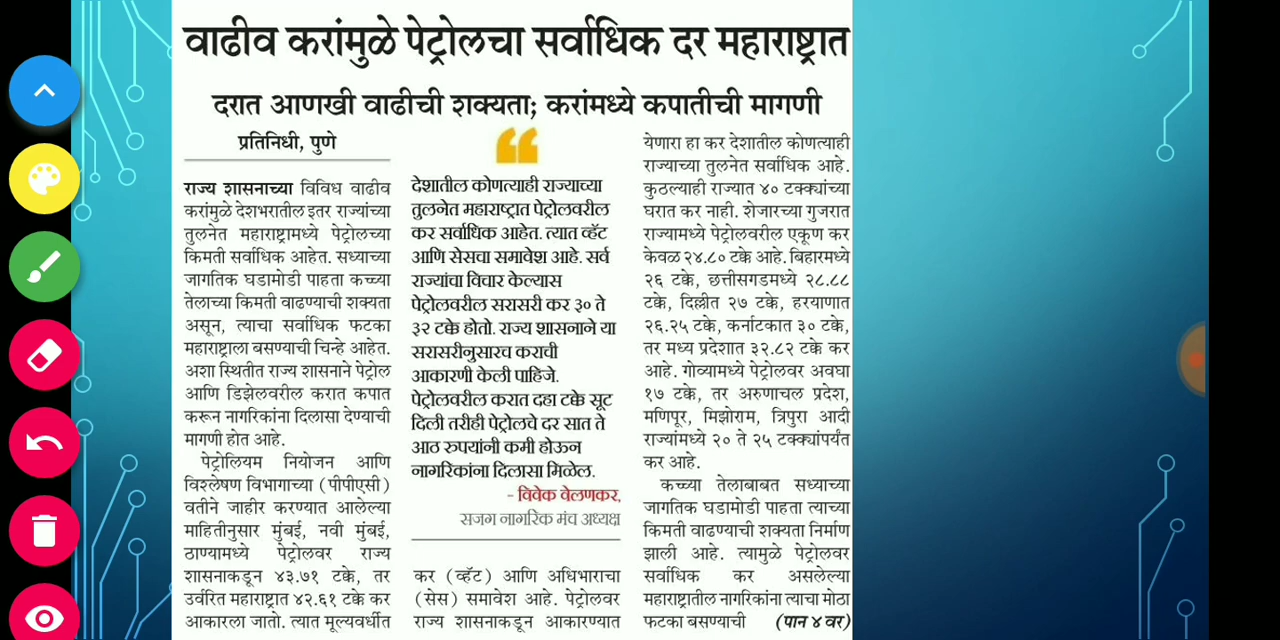 वाढीव करांमुळे पेट्रोलचा सर्वाधिक दर महाराष्ट्रात
दरात आणखी वाढीची शक्यता; करांमध्ये कपातीची मागणी
प्रतिनिधी, पुणे
राज्य शासनाच्या विविध वाढीव
करांमुळे देशभरातील इतर राज्यांच्या
तुलनेत महाराष्ट्रामध्ये पेट्रोलच्या
किमती सर्वाधिक आहेत. सध्याच्या
जागतिक घडामोडी पाहता कच्च्या
तेलाच्या किमती वाढण्याची शक्यता
असून, त्याचा सर्वाधिक फटका
महाराष्ट्राला बसण्याची चिन्हे आहेत.
अशा स्थितीत राज्य शासनाने पेट्रोल
आणि डिझेलवरील करात कपात
करून नागरिकांना दिलासा देण्याची
मागणी होत आहे.
पेट्रोलियम नियोजन आणि
विश्लेषण विभागाच्या (पीपीएसी)
वतीने जाहीर करण्यात आलेल्या
माहितीनुसार मुंबई, नवी मुंबई,
ठाण्यामध्ये पेट्रोलवर राज्य
शासनाकडून ४३.७१ टक्के, तर
उर्वरित महाराष्ट्रात ४२.६१ टक्के कर
आकारला जातो. त्यात मूल्यवर्धीत
देशातील कोणत्याही राज्याच्या
तुलनेत महाराष्ट्रात पेट्रोलवरील
कर सर्वाधिक आहेत. त्यात व्हॅट
आणि सेसचा समावेश आहे. सर्व
राज्यांचा विचार केल्यास
पेट्रोलवरील सरासरी कर ३० ते
३२ टक्के होतो. राज्य शासनाने या
सरासरीनुसारच कराची
आकारणी केली पाहिजे.
पेट्रोलवरील करात दहा टक्के सूट
दिली तरीही पेट्रोलचे दर सात ते
आठ रुपयांनी कमी होऊन
नागरिकांना दिलासा मिळेल.
- विवेक वेलणकर,
सजग नागरिक मंच अध्यक्ष
कर (व्हॅट) आणि अधिभाराचा
(सेस) समावेश आहे. पेट्रोलवर
राज्य शासनाकडून आकारण्यात
येणारा हा कर देशातील कोणत्याही
राज्याच्या तुलनेत सर्वाधिक आहे.
कुठल्याही राज्यात ४० टक्क्यांच्या
घरात कर नाही. शेजारच्या गुजरात
राज्यामध्ये पेट्रोलवरील एकूण कर
केवळ २४.८० टक्के आहे. बिहारमध्ये
२६ टक्के, छत्तीसगडमध्ये २८.८८
टक्के, दिल्लीत २७ टक्के, हरयाणात
२६.२५ टक्के, कर्नाटकात ३० टक्के,
तर मध्य प्रदेशात ३२.८२ टक्के कर
आहे. गोव्यामध्ये पेट्रोलवर अवघा
१७ टक्के, तर अरुणाचल प्रदेश,
मणिपूर, मिझोराम, त्रिपुरा आदी
राज्यांमध्ये २० ते २५ टक्क्यांपर्यंत
कर आहे.
कच्च्या तेलाबाबत सध्याच्या
जागतिक घडामोडी पाहता त्याच्या
किमती वाढण्याची शक्यता निर्माण
झाली आहे. त्यामुळे पेट्रोलवर
सर्वाधिक कर असलेल्या
महाराष्ट्रातील नागरिकांना त्याचा मोठा
फटका बसण्याची (पान ४ वर)